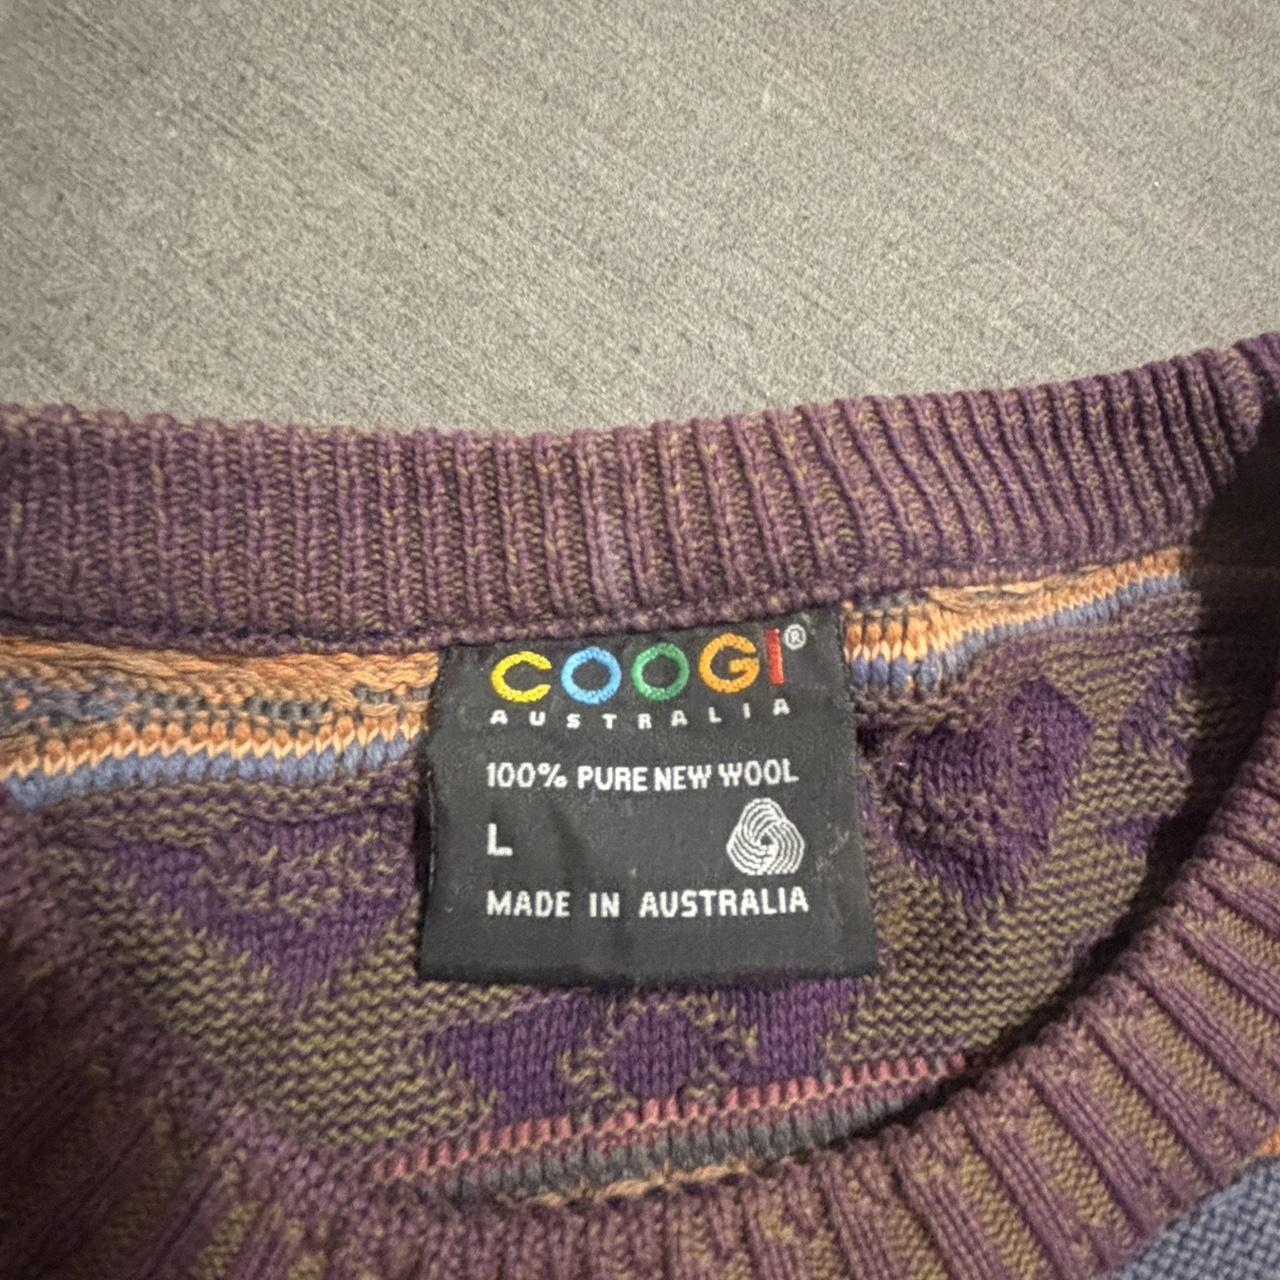 COOGI®
AUSTRALIA
100% PURE NEW WOOL
L
MADE IN AUSTRALIA